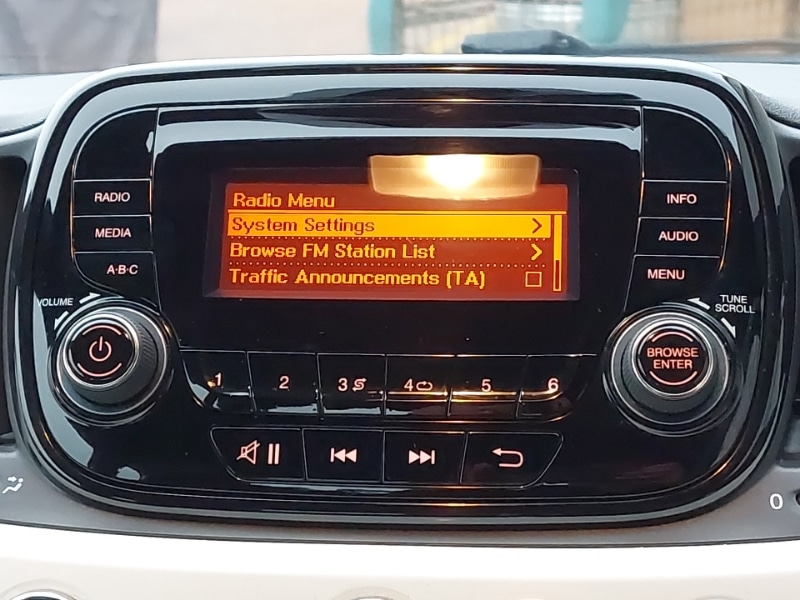 Radio Menu
System Settings
Browse FM Station List
Traffic Announcements (TA)
RADIO
MEDIA
A·B·C
VOLUME
INFO
AUDIO
MENU
TUNE
SCROLL
BROWSE
ENTER
1 2 3 4 5 6
0